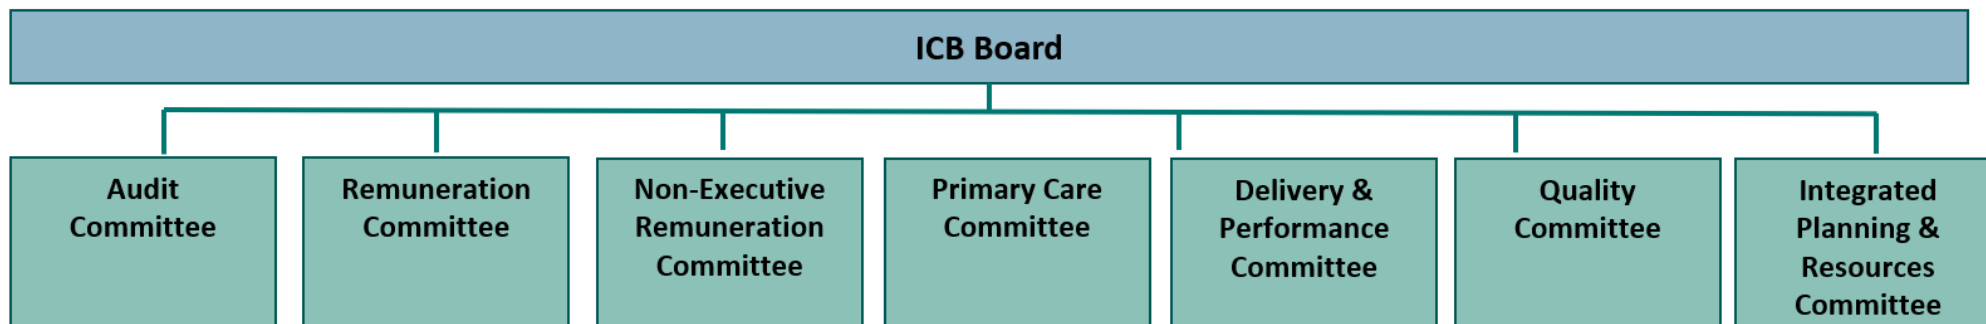 ICB Board
Audit
Committee
Remuneration
Committee
Non-Executive
Remuneration
Committee
Primary Care
Committee
Delivery &
Performance
Committee
Quality
Committee
Integrated
Planning &
Resources
Committee